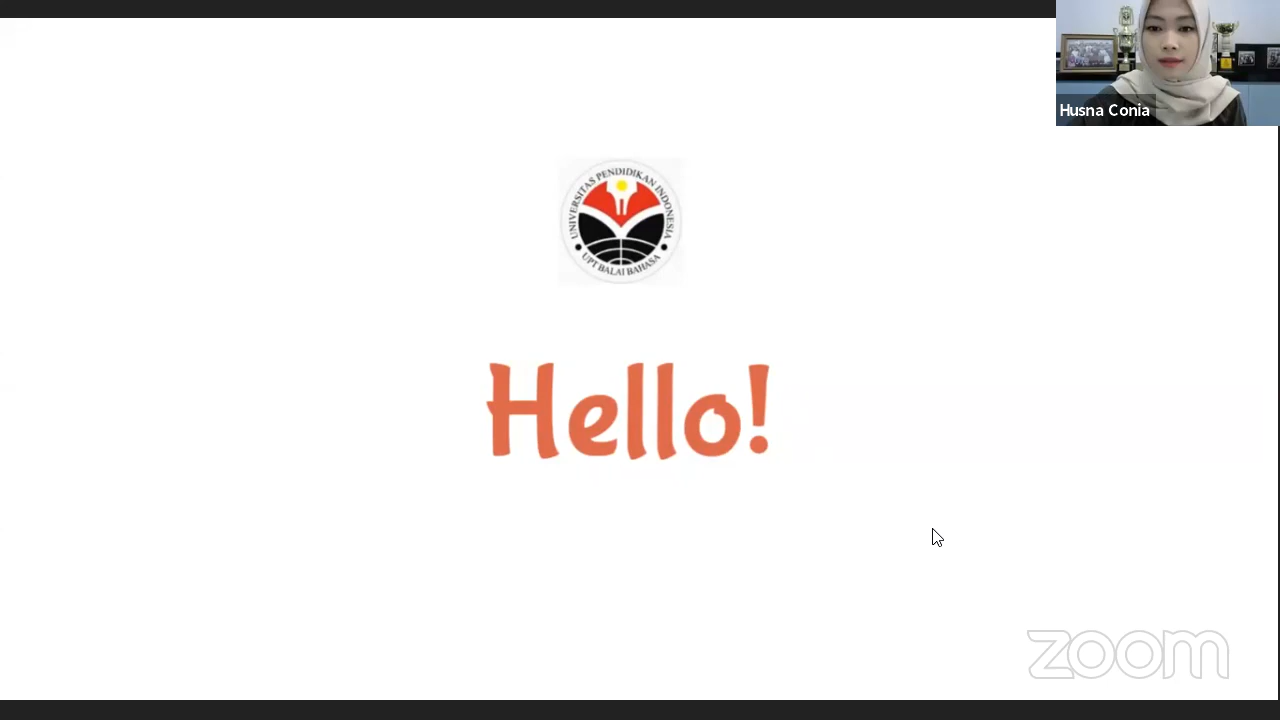 Husna Conia
UNIVERSITAS PENDIDIKAN INDONESIA
UPT BALAI BAHASA
Hello!
zoom